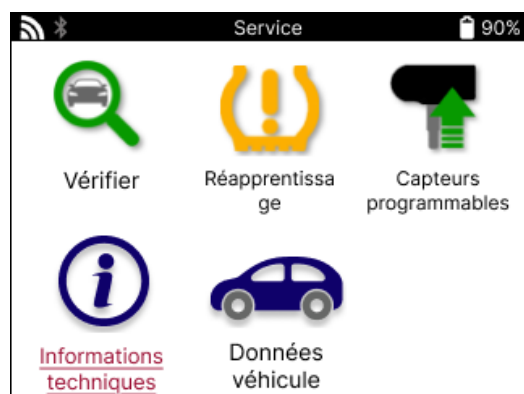 Service
90%
Vérifier
Réapprentissa
ge
Capteurs
programmables
Informations
techniques
Données
véhicule